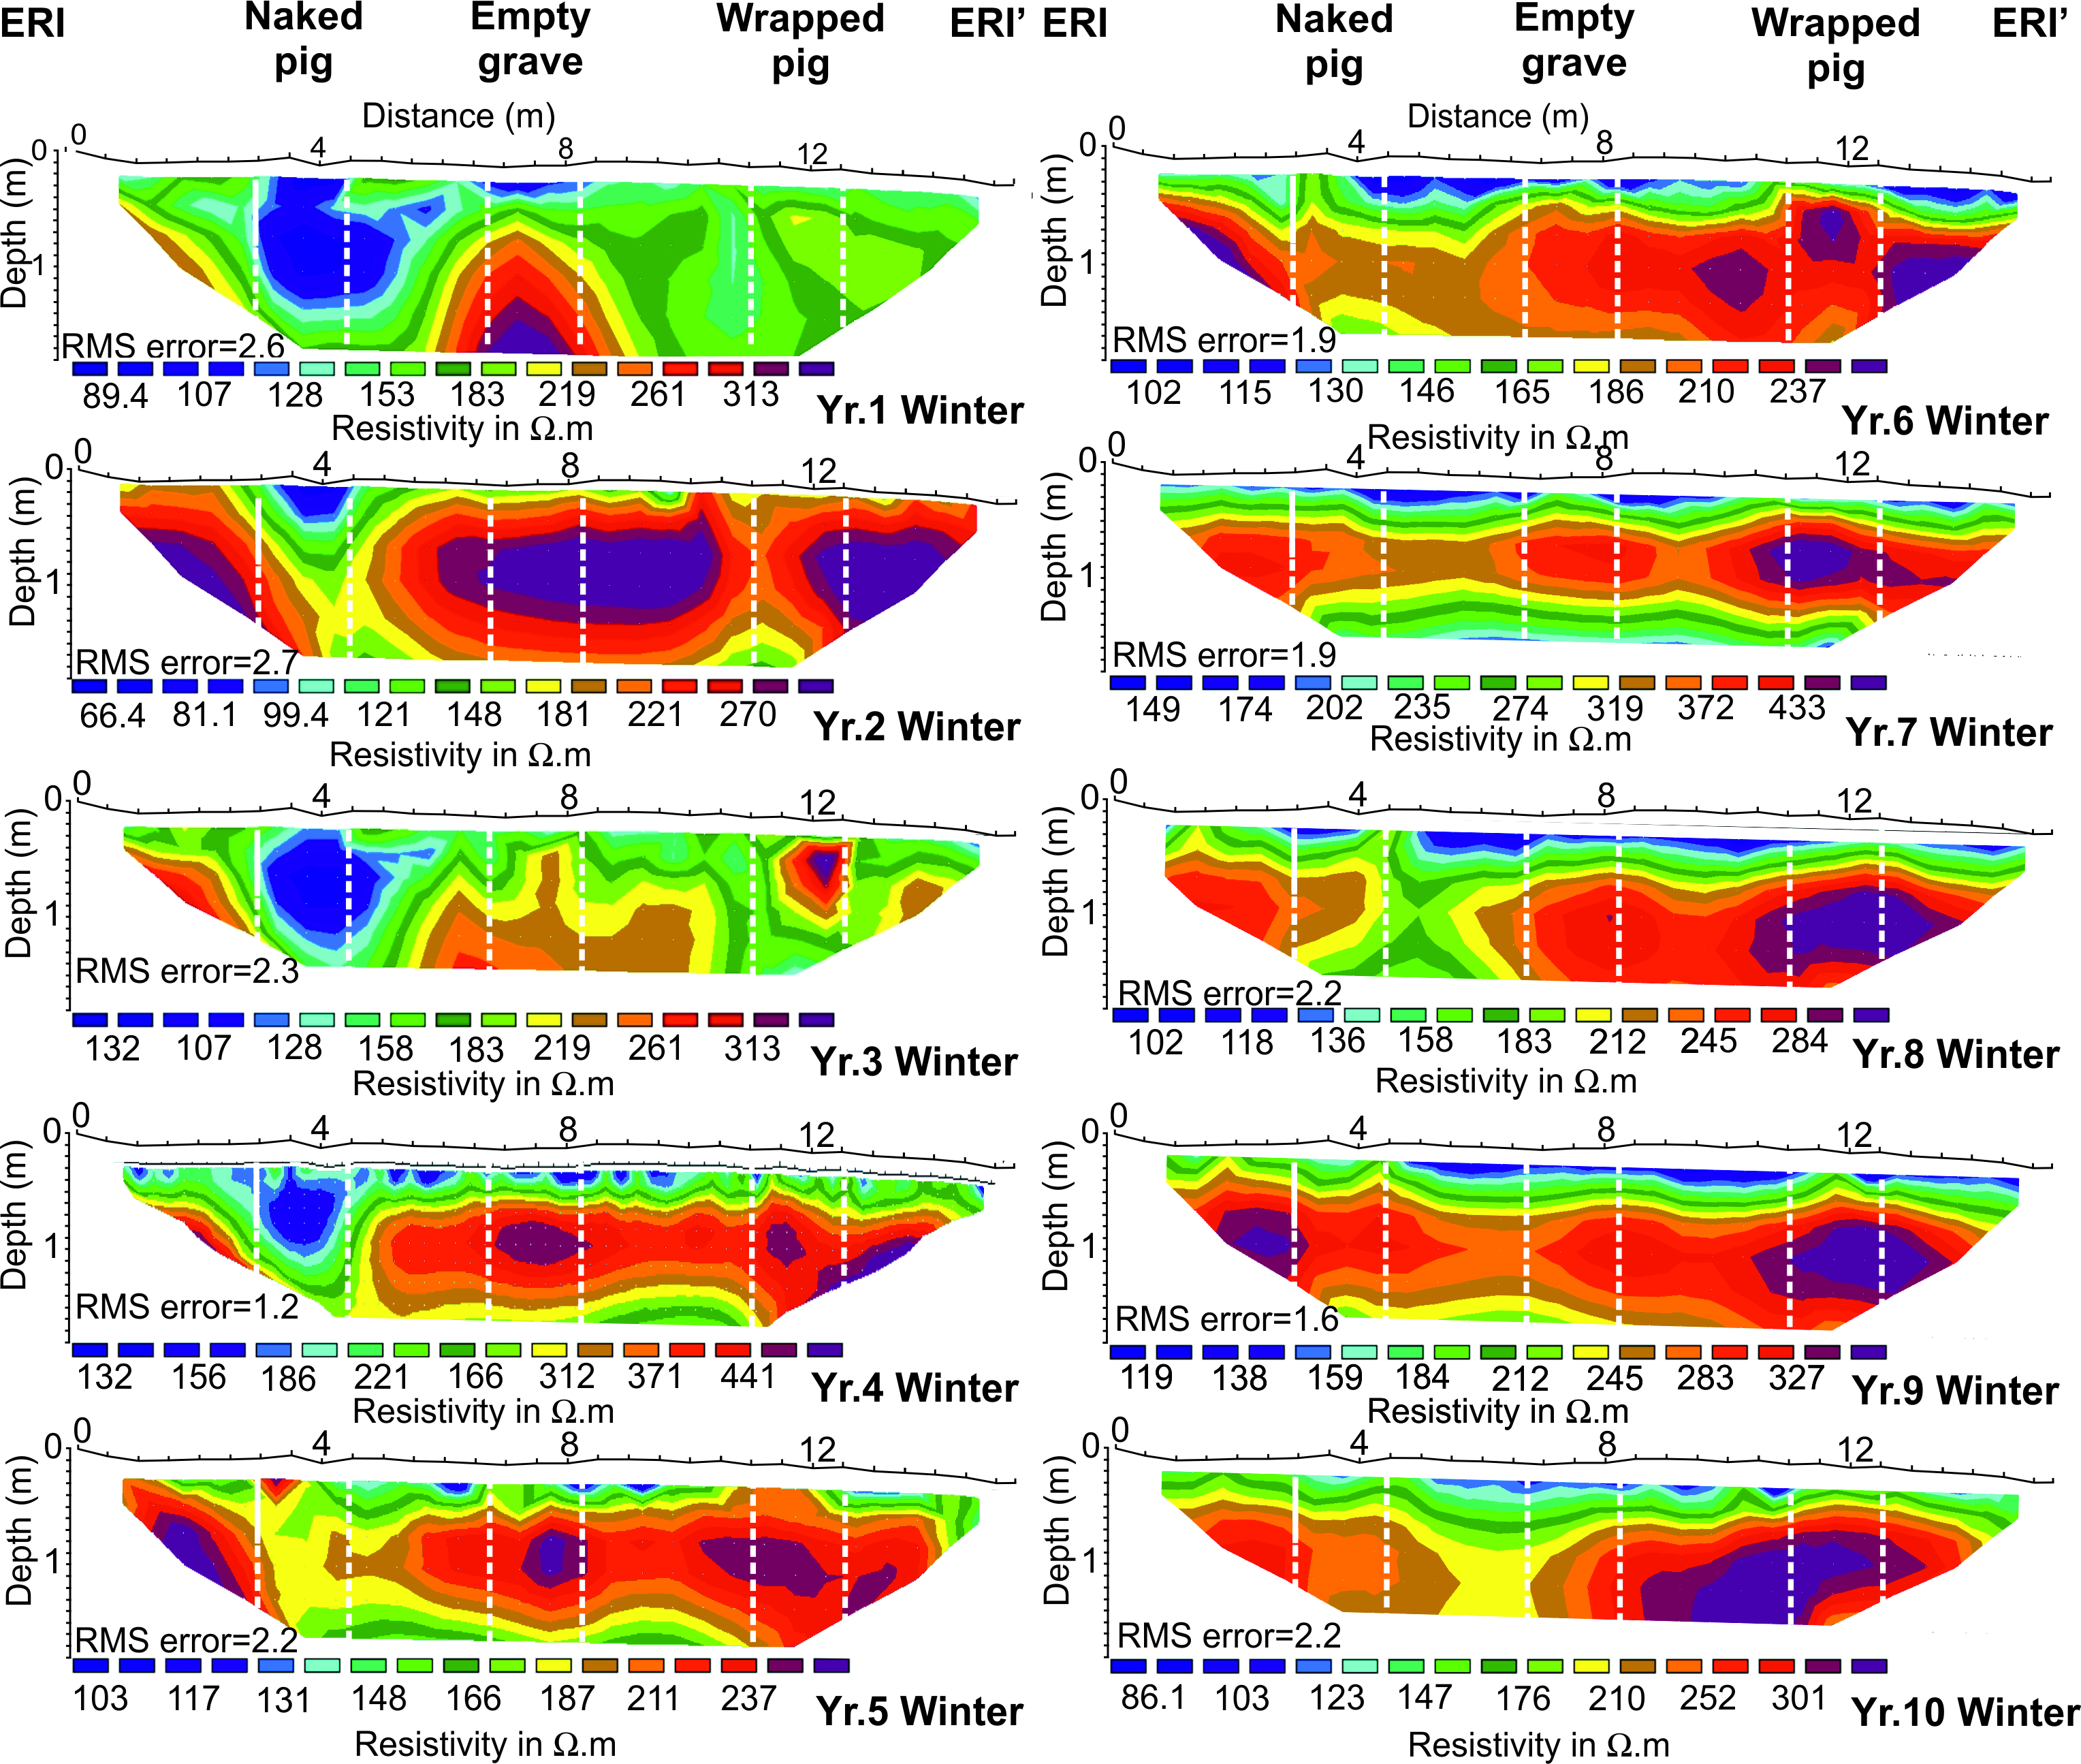 ERI Naked pig Empty grave Wrapped pig ERI’
Distance (m)
0 4 8 12
0
1
Depth (m)
RMS error=2.6
89.4 107 128 153 183 219 261 313
Resistivity in Ω.m
Yr.1 Winter
0 4 8 12
0
1
Depth (m)
RMS error=2.7
66.4 81.1 99.4 121 148 181 221 270
Resistivity in Ω.m
Yr.2 Winter
0 4 8 12
0
1
Depth (m)
RMS error=2.3
132 107 128 158 183 219 261 313
Resistivity in Ω.m
Yr.3 Winter
0 4 8 12
0
1
Depth (m)
RMS error=1.2
132 156 186 221 166 312 371 441
Resistivity in Ω.m
Yr.4 Winter
0 4 8 12
0
1
Depth (m)
RMS error=2.2
103 117 131 148 166 187 211 237
Resistivity in Ω.m
Yr.5 Winter
ERI Naked pig Empty grave Wrapped pig ERI’
Distance (m)
0 4 8 12
0
1
Depth (m)
RMS error=1.9
102 115 130 146 165 186 210 237
Resistivity in Ω.m
Yr.6 Winter
0 4 8 12
0
1
Depth (m)
RMS error=1.9
149 174 202 235 274 319 372 433
Resistivity in Ω.m
Yr.7 Winter
0 4 8 12
0
1
Depth (m)
RMS error=2.2
102 118 136 158 183 212 245 284
Resistivity in Ω.m
Yr.8 Winter
0 4 8 12
0
1
Depth (m)
RMS error=1.6
119 138 159 184 212 245 283 327
Resistivity in Ω.m
Yr.9 Winter
0 4 8 12
0
1
Depth (m)
RMS error=2.2
86.1 103 123 147 176 210 252 301
Resistivity in Ω.m
Yr.10 Winter